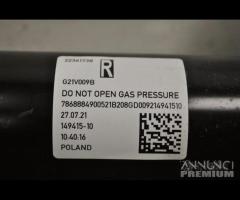 R
G21V009B
DO NOT OPEN GAS PRESSURE
7868884900521B208GD009214941510
27.07.21
149415-10
10:40:16
POLAND
ANNUNCI
PREMIUM